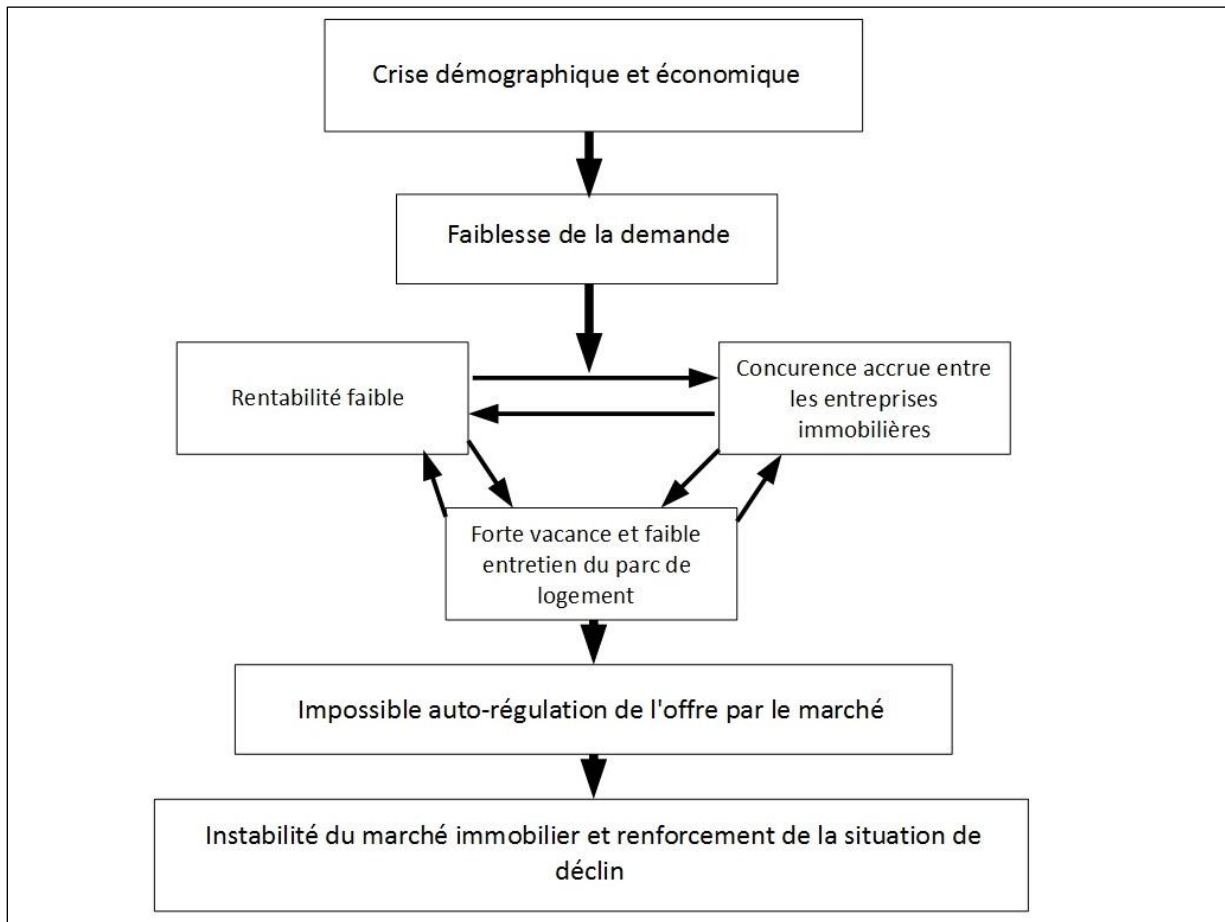 Crise démographique et économique
Faiblesse de la demande
Rentabilité faible
Concurence accrue entre
les entreprises
immobilières
Forte vacance et faible
entretien du parc de
logement
Impossible auto-régulation de l'offre par le marché
Instabilité du marché immobilier et renforcement de la situation de
déclin